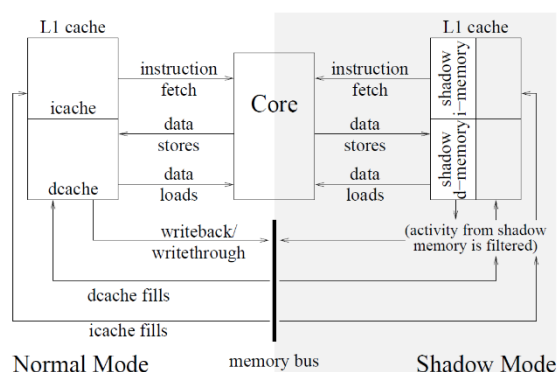 L1 cache
L1 cache
instruction
fetch
Core
instruction
fetch
shadow
i−memory
icache
data
stores
data
stores
shadow
d−memory
dcache
data
loads
data
loads
writeback/
writethrough
(activity from shadow
memory is filtered)
dcache fills
icache fills
Normal Mode
memory bus
Shadow Mode